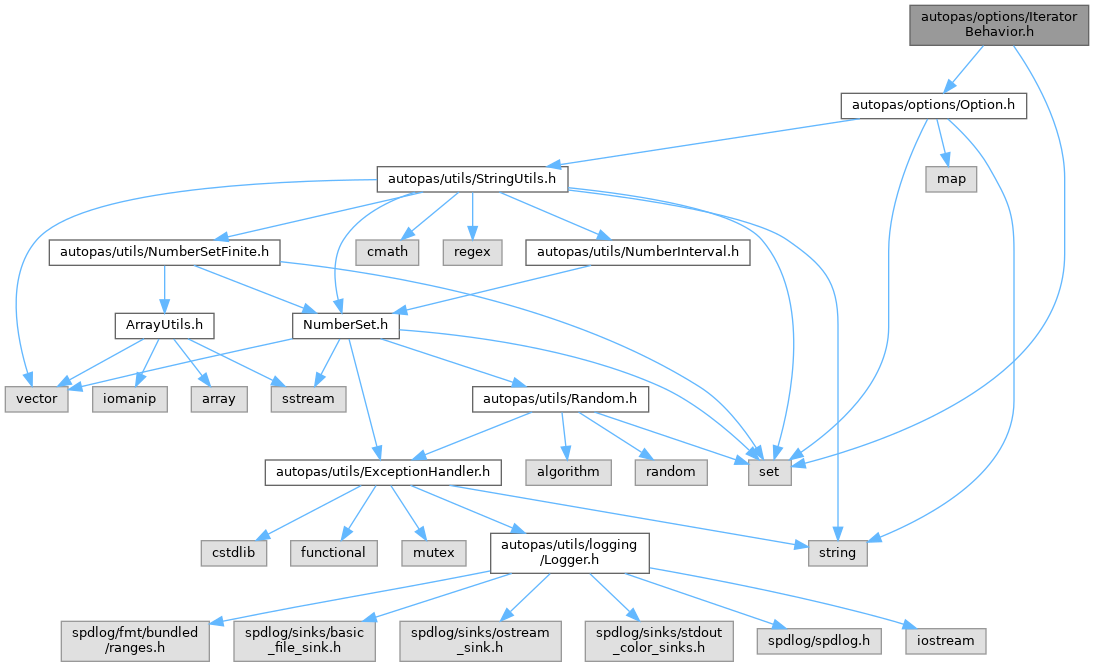 autopas/options/Iterator
Behavior.h
autopas/options/Option.h
autopas/utils/StringUtils.h
map
autopas/utils/NumberSetFinite.h
cmath
regex
autopas/utils/NumberInterval.h
ArrayUtils.h
NumberSet.h
vector
iomanip
array
sstream
autopas/utils/Random.h
autopas/utils/ExceptionHandler.h
algorithm
random
set
cstdlib
functional
mutex
autopas/utils/logging
/Logger.h
string
spdlog/fmt/bundled
/ranges.h
spdlog/sinks/basic
_file_sink.h
spdlog/sinks/ostream
_sink.h
spdlog/sinks/stdout
_color_sinks.h
spdlog/spdlog.h
iostream